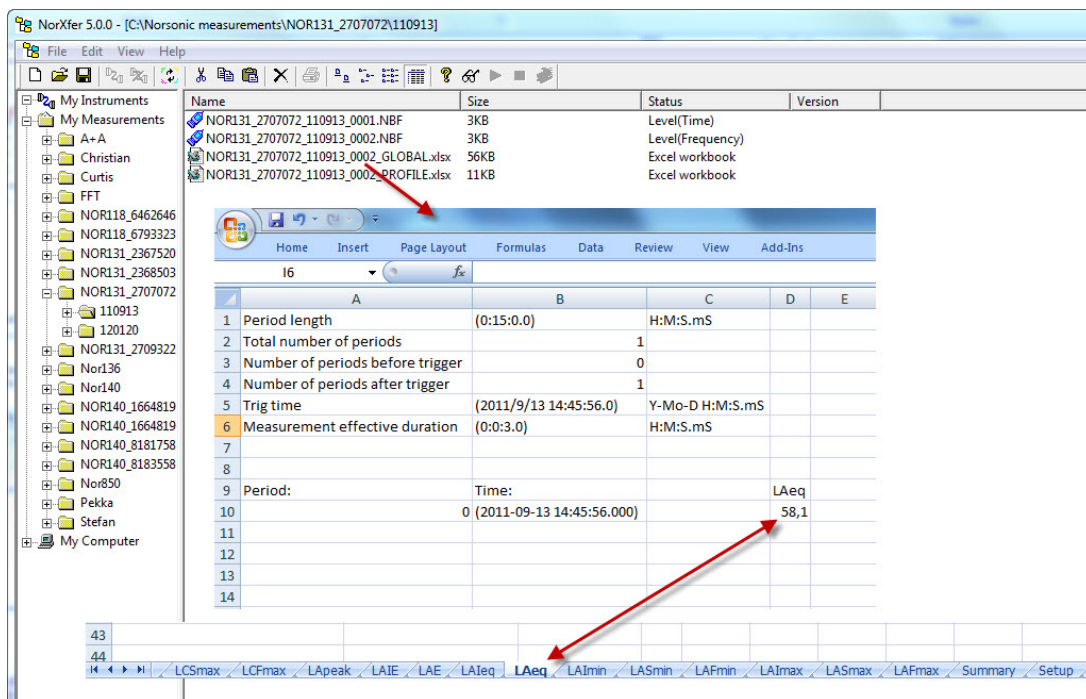 NorXfer 5.0.0 - [C:\Norsonic measurements\NOR131_2707072\110913]
File Edit View Help
My Instruments
My Measurements
A+A
Christian
Curtis
FFT
NOR118_6462646
NOR118_6793323
NOR131_2367520
NOR131_2368503
NOR131_2707072
110913
120120
NOR131_2709322
Nor136
Nor140
NOR140_1664819
NOR140_1664819
NOR140_8181758
NOR140_8183558
Nor850
Pekka
Stefan
My Computer
Name Size Status Version
NOR131_2707072_110913_0001.NBF 3KB Level(Time)
NOR131_2707072_110913_0002.NBF 3KB Level(Frequency)
NOR131_2707072_110913_0002_GLOBAL.xlsx 56KB Excel workbook
NOR131_2707072_110913_0002_PROFILE.xlsx 11KB Excel workbook
Home Insert Page Layout Formulas Data Review View Add-Ins
I6 fx
A B C D E
1 Period length (0:15:0.0) H:M:S.mS
2 Total number of periods 1
3 Number of periods before trigger 0
4 Number of periods after trigger 1
5 Trig time (2011/9/13 14:45:56.0) Y-Mo-D H:M:S.mS
6 Measurement effective duration (0:0:3.0) H:M:S.mS
7
8
9 Period: Time: LAeq
10 0 (2011-09-13 14:45:56.000) 58,1
11
12
13
14
43
44
LCSmax LCFmax LApeak LAIE LAE LAIeq LAeq LAImin LASmin LAFmin LAImax LASmax LAFmax Summary Setup